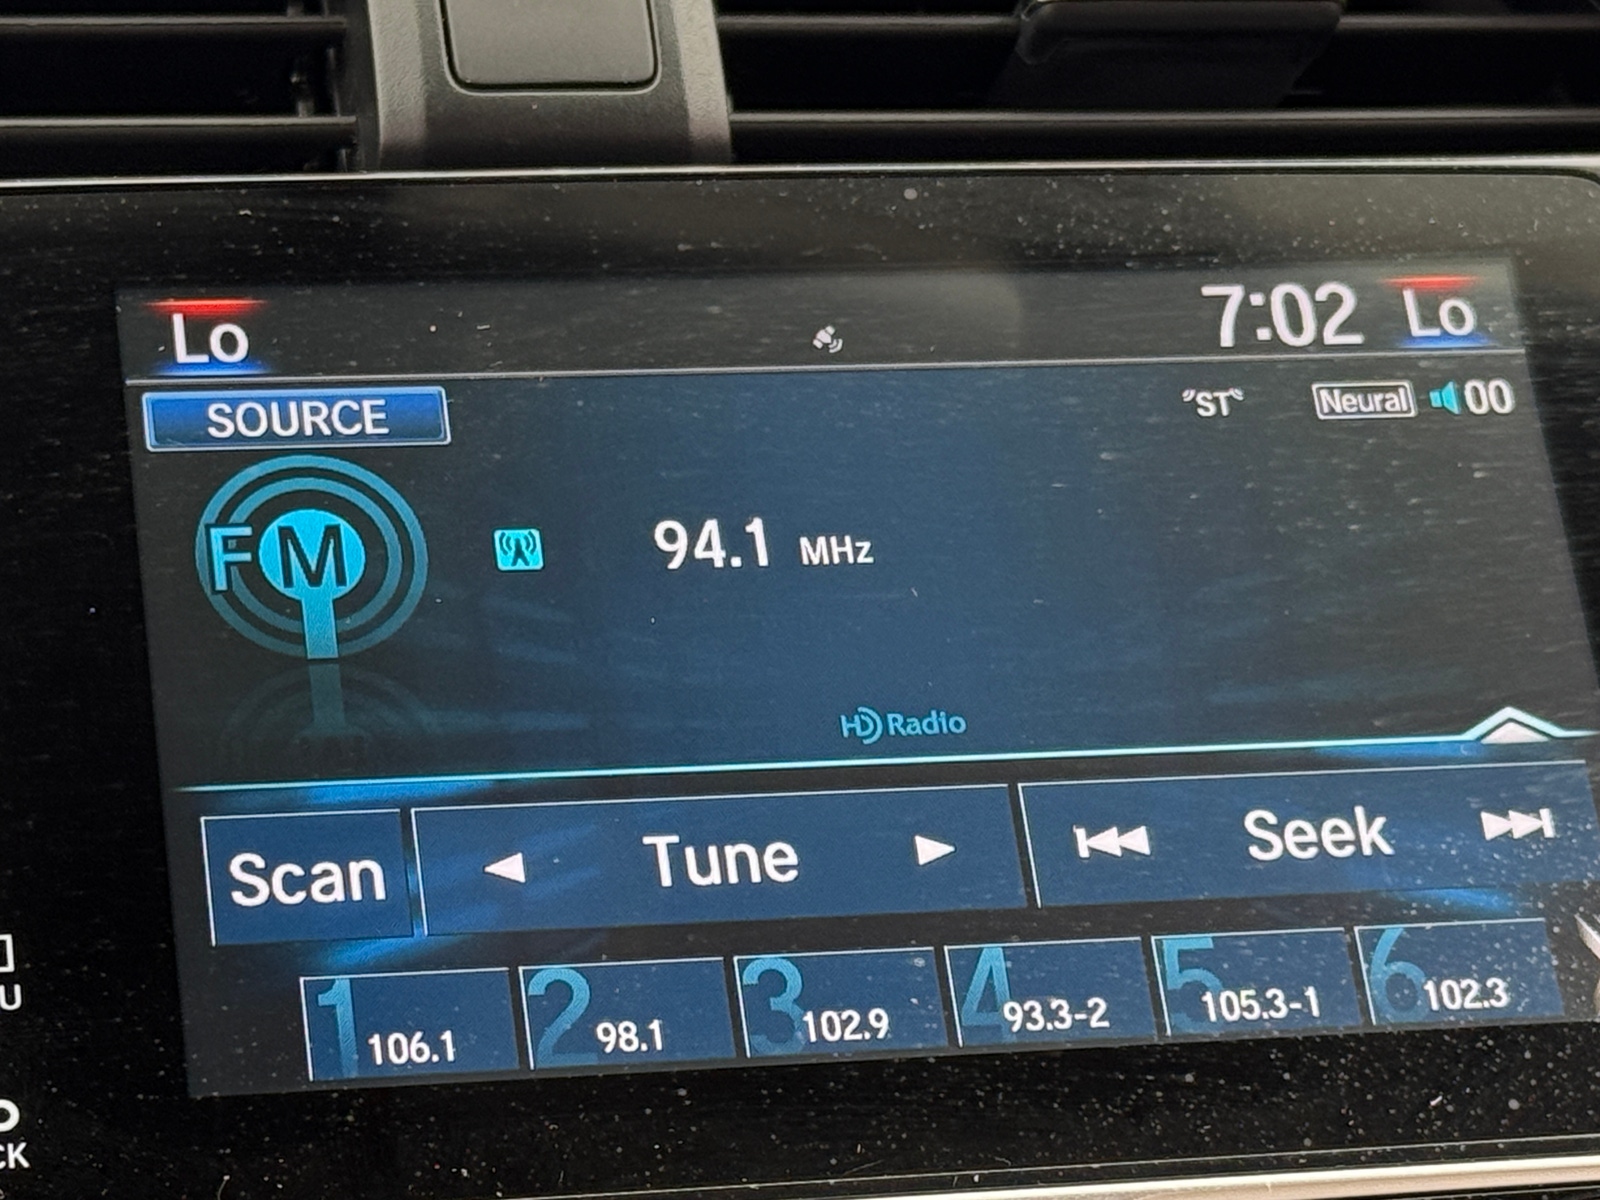 Lo
7:02 Lo
SOURCE
"ST" Neural 00
FM
94.1 MHz
HD Radio
Scan Tune Seek
1 106.1
2 98.1
3 102.9
4 93.3-2
5 105.3-1
6 102.3
U
CK